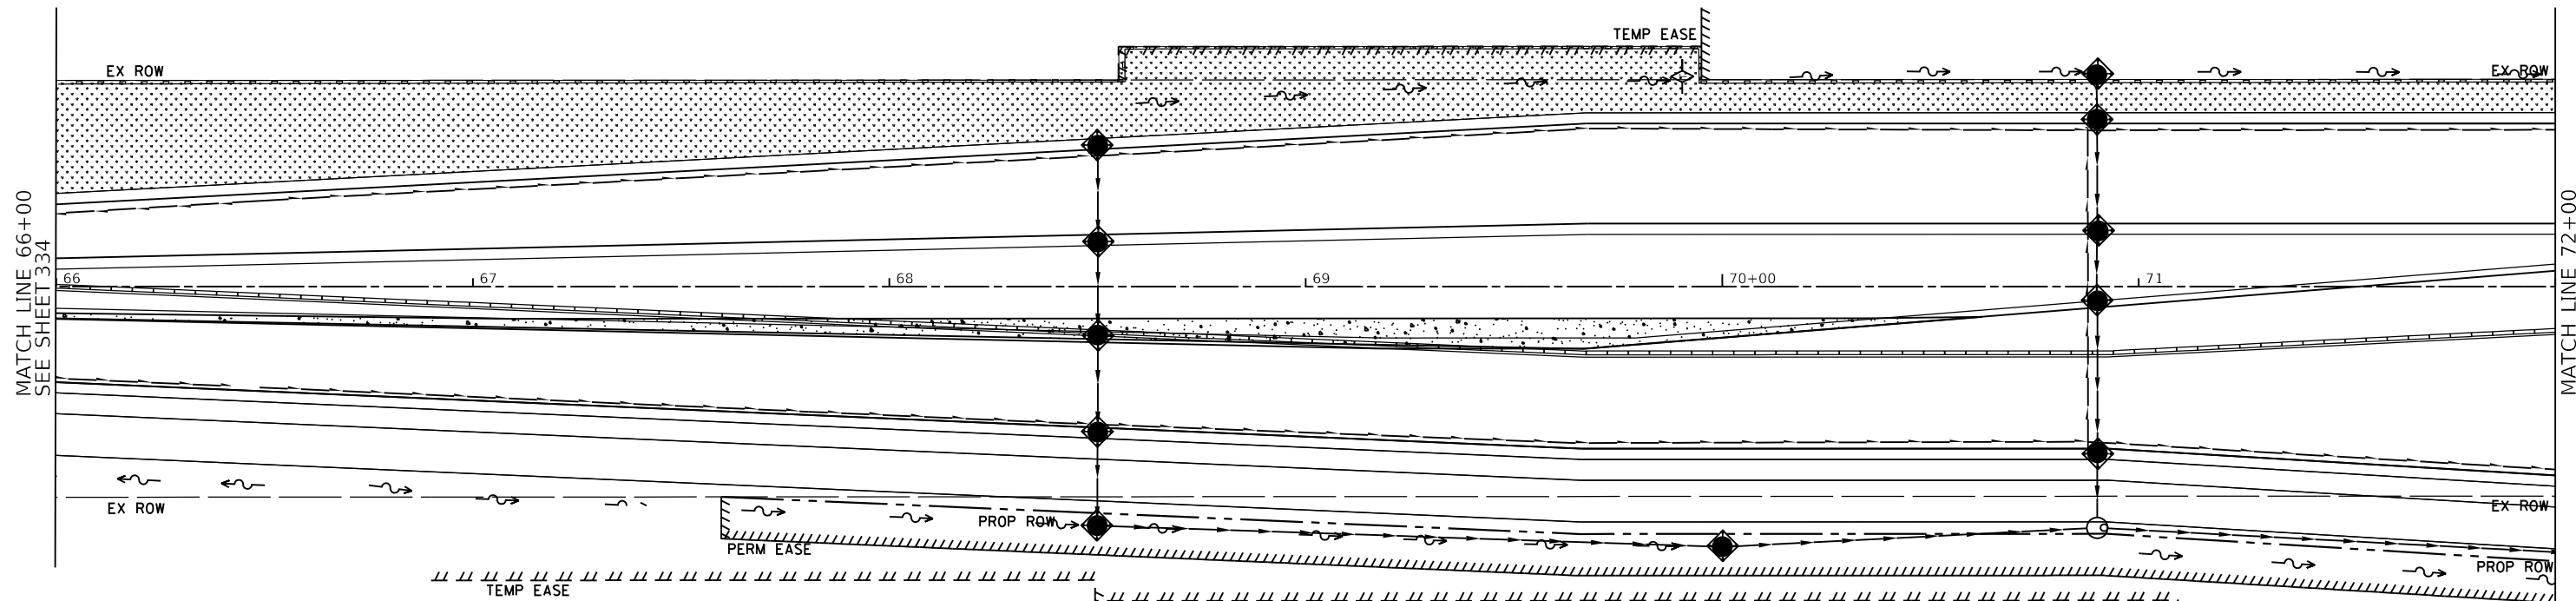 TEMP EASE
EX ROW
EX ROW
MATCH LINE 66+00
SEE SHEET 334
66
67
68
69
70+00
71
MATCH LINE 72+00
EX ROW
EX ROW
PROP ROW
PERM EASE
PROP ROW
TEMP EASE